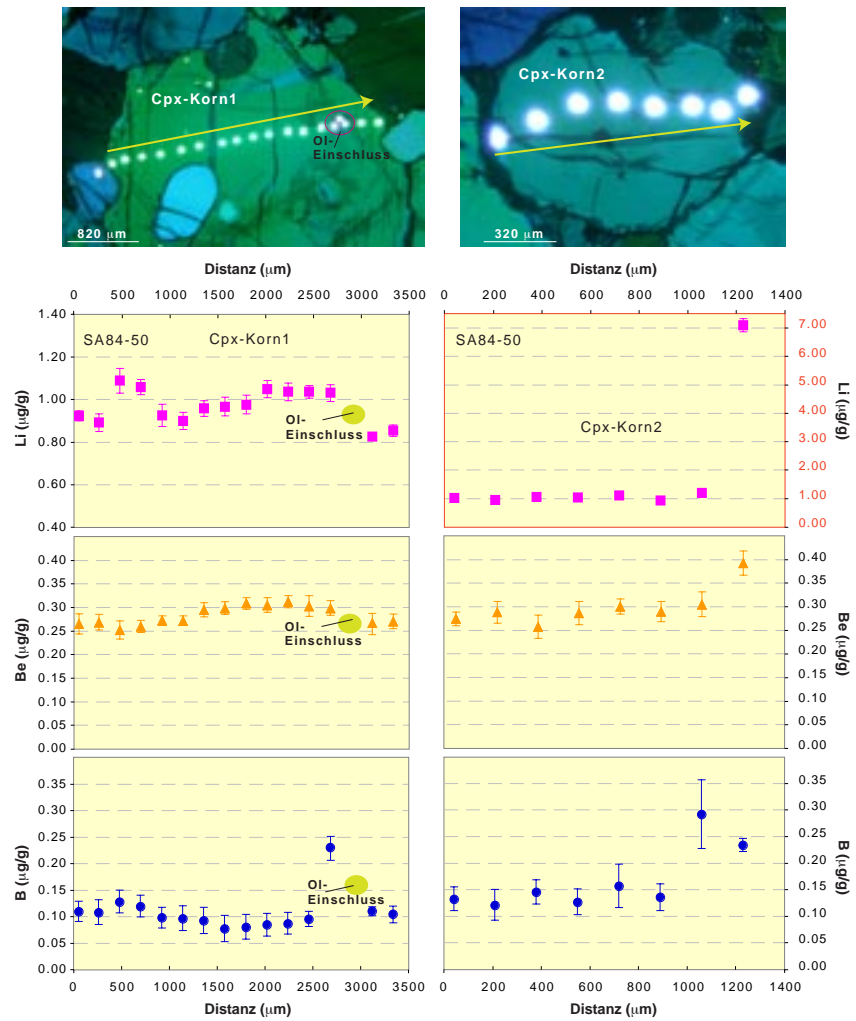 Cpx-Korn1
Ol-
Einschluss
820 µm
Cpx-Korn2
320 µm
Distanz (µm)
0 500 1000 1500 2000 2500 3000 3500
Distanz (µm)
0 200 400 600 800 1000 1200 1400
SA84-50 Cpx-Korn1
Li (µg/g)
1.40
1.20
1.00
0.80
0.60
0.40
Ol-
Einschluss
SA84-50
Cpx-Korn2
7.00
6.00
5.00
4.00
3.00
2.00
1.00
0.00
Li (µg/g)
Be (µg/g)
0.40
0.35
0.30
0.25
0.20
0.15
0.10
0.05
0.00
Ol-
Einschluss
0.40
0.35
0.30
0.25
0.20
0.15
0.10
0.05
0.00
Be (µg/g)
B (µg/g)
0.35
0.30
0.25
0.20
0.15
0.10
0.05
0.00
Ol-
Einschluss
0.35
0.30
0.25
0.20
0.15
0.10
0.05
0.00
B (µg/g)
0 500 1000 1500 2000 2500 3000 3500
Distanz (µm)
0 200 400 600 800 1000 1200 1400
Distanz (µm)